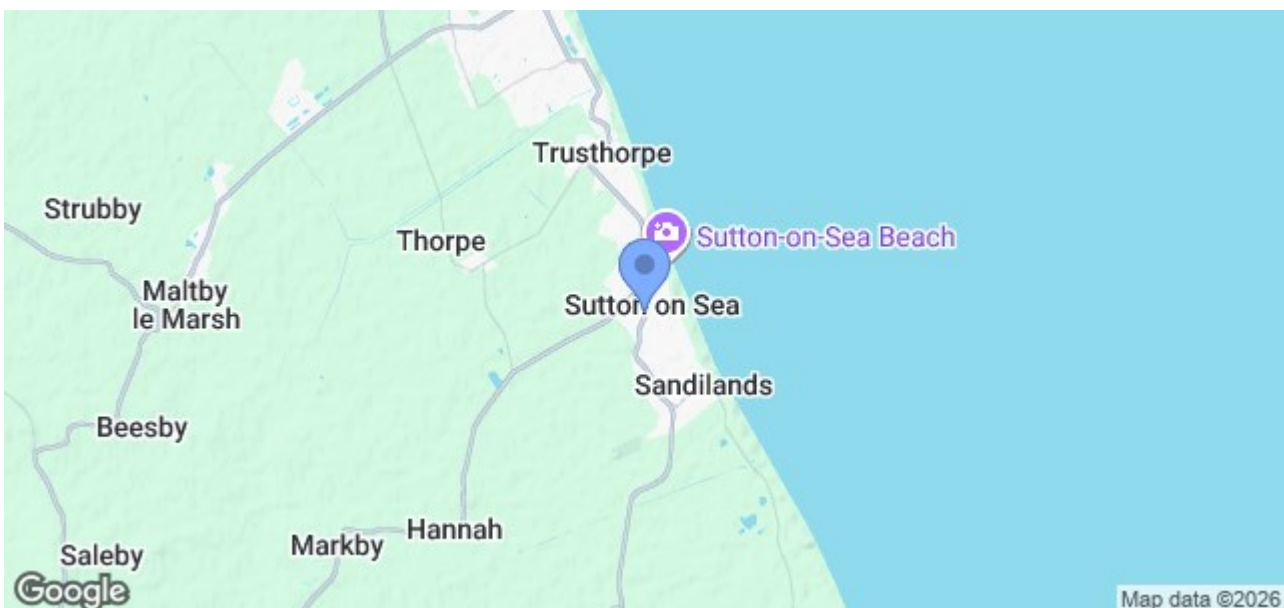 Trusthorpe
Strubby
Thorpe
Sutton-on-Sea Beach
Maltby
le Marsh
Sutton on Sea
Sandilands
Beesby
Hannah
Markby
Saleby
Google
Map data ©2026